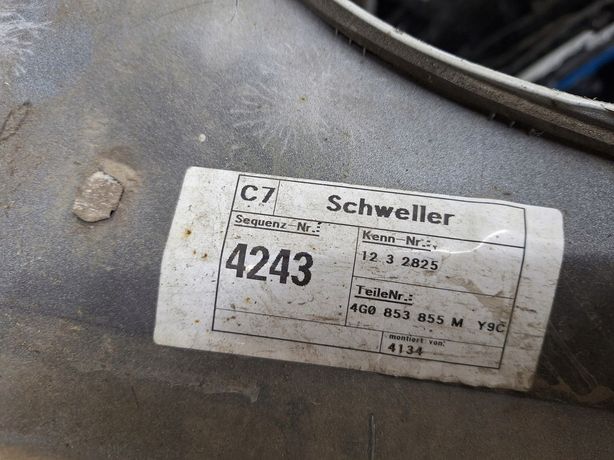 C7 Schweller
Sequenz-Nr.:
4243
Kenn-Nr.:
12 3 2825
TeileNr.:
4G0 853 855 M Y9C
montiert von:
4134